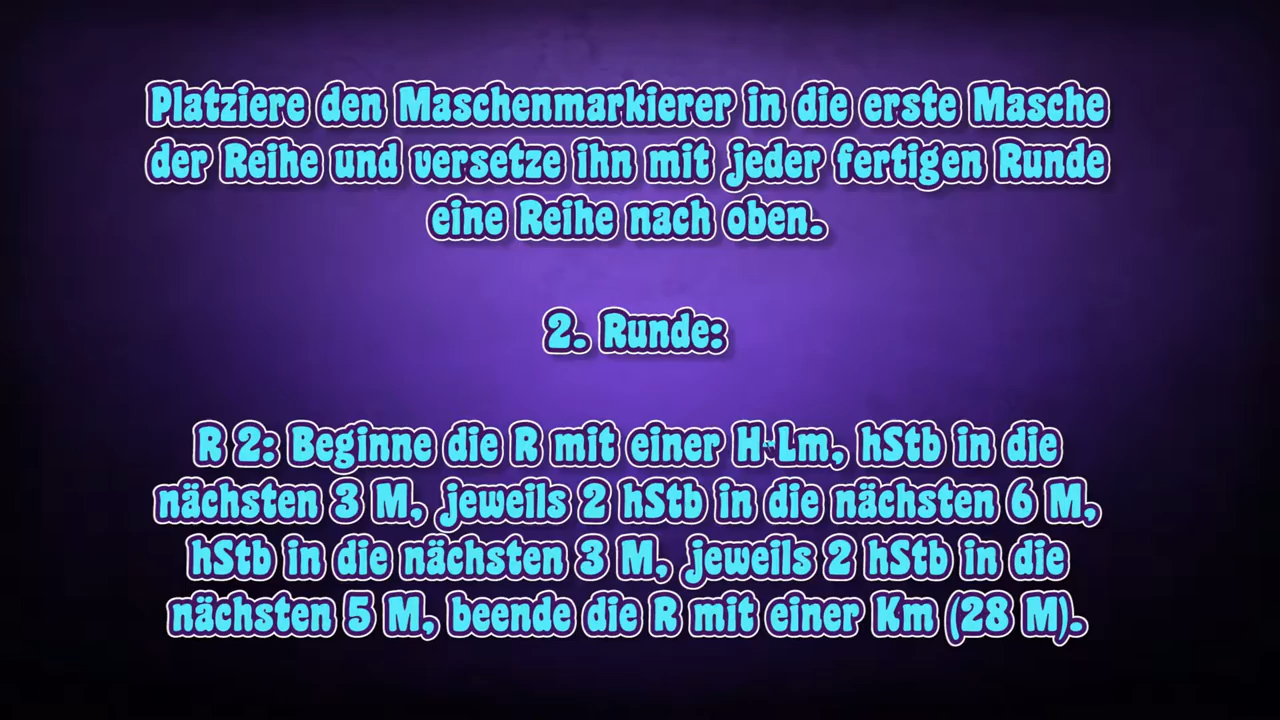 Platziere den Maschenmarkierer in die erste Masche
der Reihe und versetze ihn mit jeder fertigen Runde
eine Reihe nach oben.
2. Runde:
R 2: Beginne die R mit einer H-Lm, hStb in die
nächsten 3 M, jeweils 2 hStb in die nächsten 6 M,
hStb in die nächsten 3 M, jeweils 2 hStb in die
nächsten 5 M, beende die R mit einer Km (28 M).